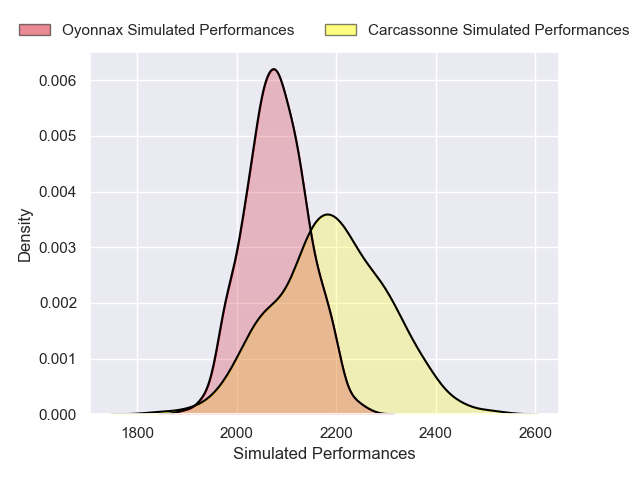 Oyonnax Simulated Performances
Carcassonne Simulated Performances
0.006
0.005
0.004
0.003
0.002
0.001
0.000
Density
1800 2000 2200 2400 2600
Simulated Performances